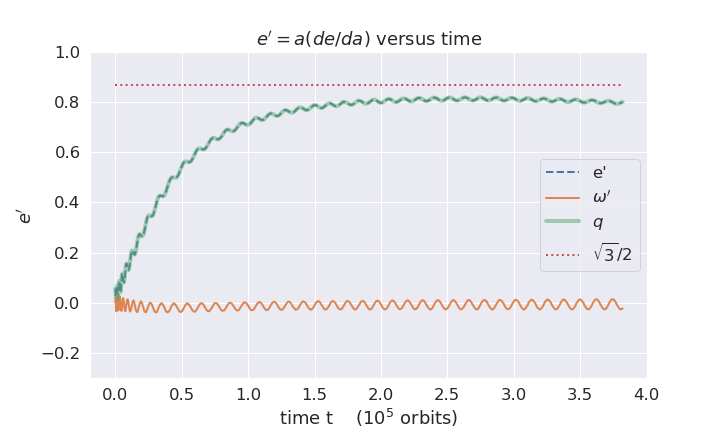 e′ = a(de/da) versus time
1.0
0.8
0.6
0.4
0.2
0.0
−0.2
e′
0.0 0.5 1.0 1.5 2.0 2.5 3.0 3.5 4.0
time t (10⁵ orbits)
e'
ω′
q
√3/2